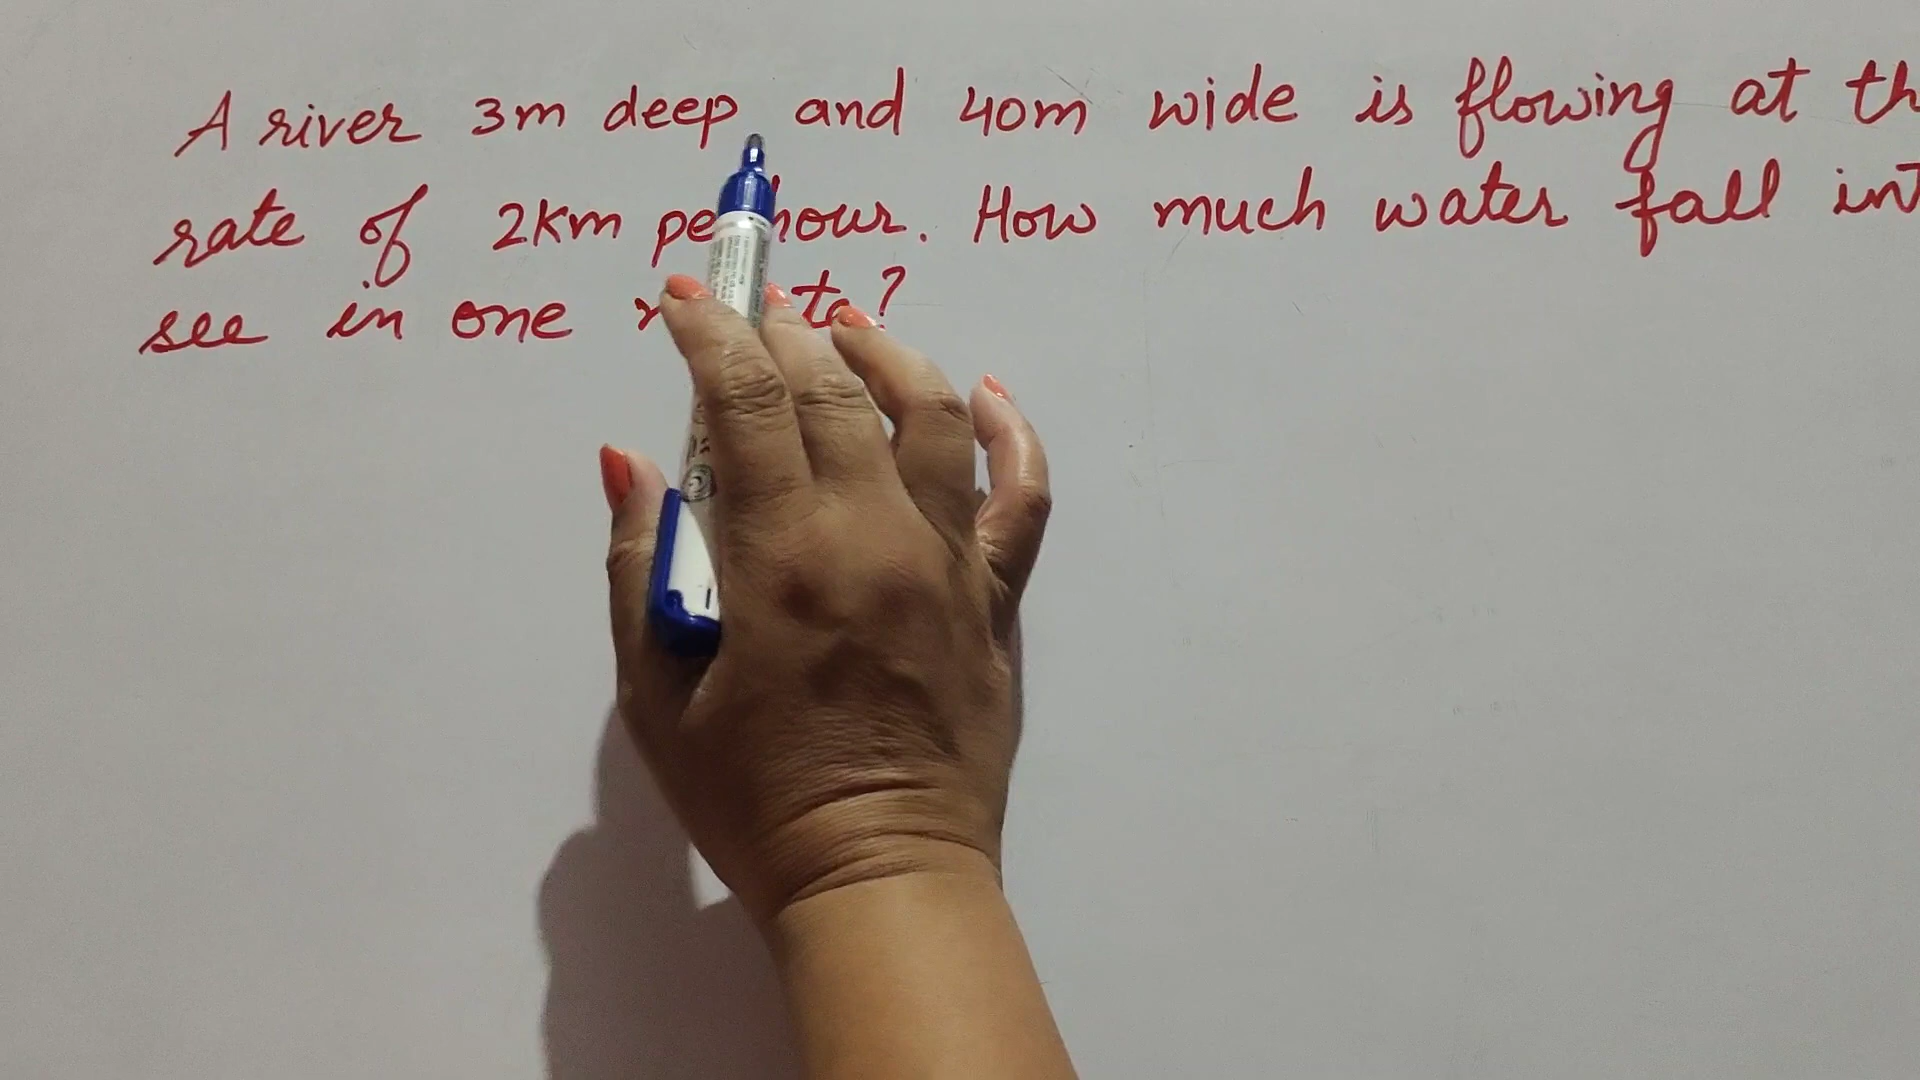 A river 3m deep and 40m wide is flowing at th
rate of 2km pe hour. How much water fall int
see in one te?